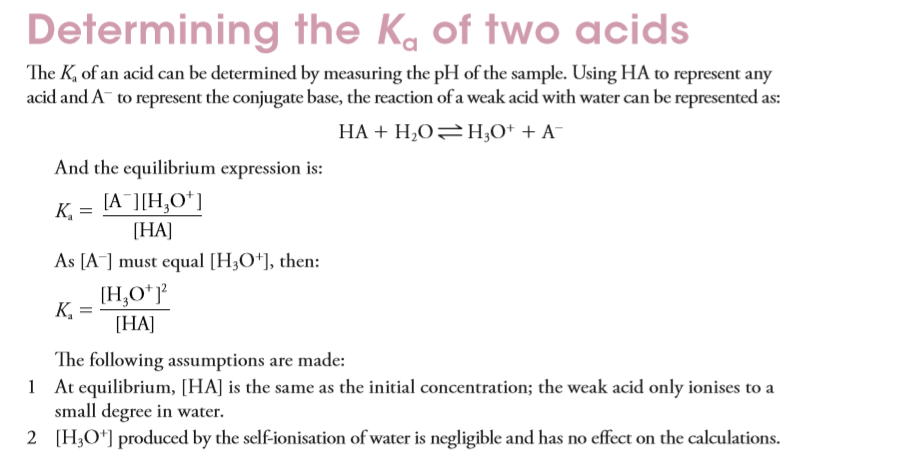 Determining the Kₐ of two acids
The Kₐ of an acid can be determined by measuring the pH of the sample. Using HA to represent any
acid and A⁻ to represent the conjugate base, the reaction of a weak acid with water can be represented as:
HA + H₂O ⇌ H₃O⁺ + A⁻
And the equilibrium expression is:
Kₐ = [A⁻][H₃O⁺]
[HA]
As [A⁻] must equal [H₃O⁺], then:
Kₐ = [H₃O⁺]²
[HA]
The following assumptions are made:
1 At equilibrium, [HA] is the same as the initial concentration; the weak acid only ionises to a
small degree in water.
2 [H₃O⁺] produced by the self-ionisation of water is negligible and has no effect on the calculations.